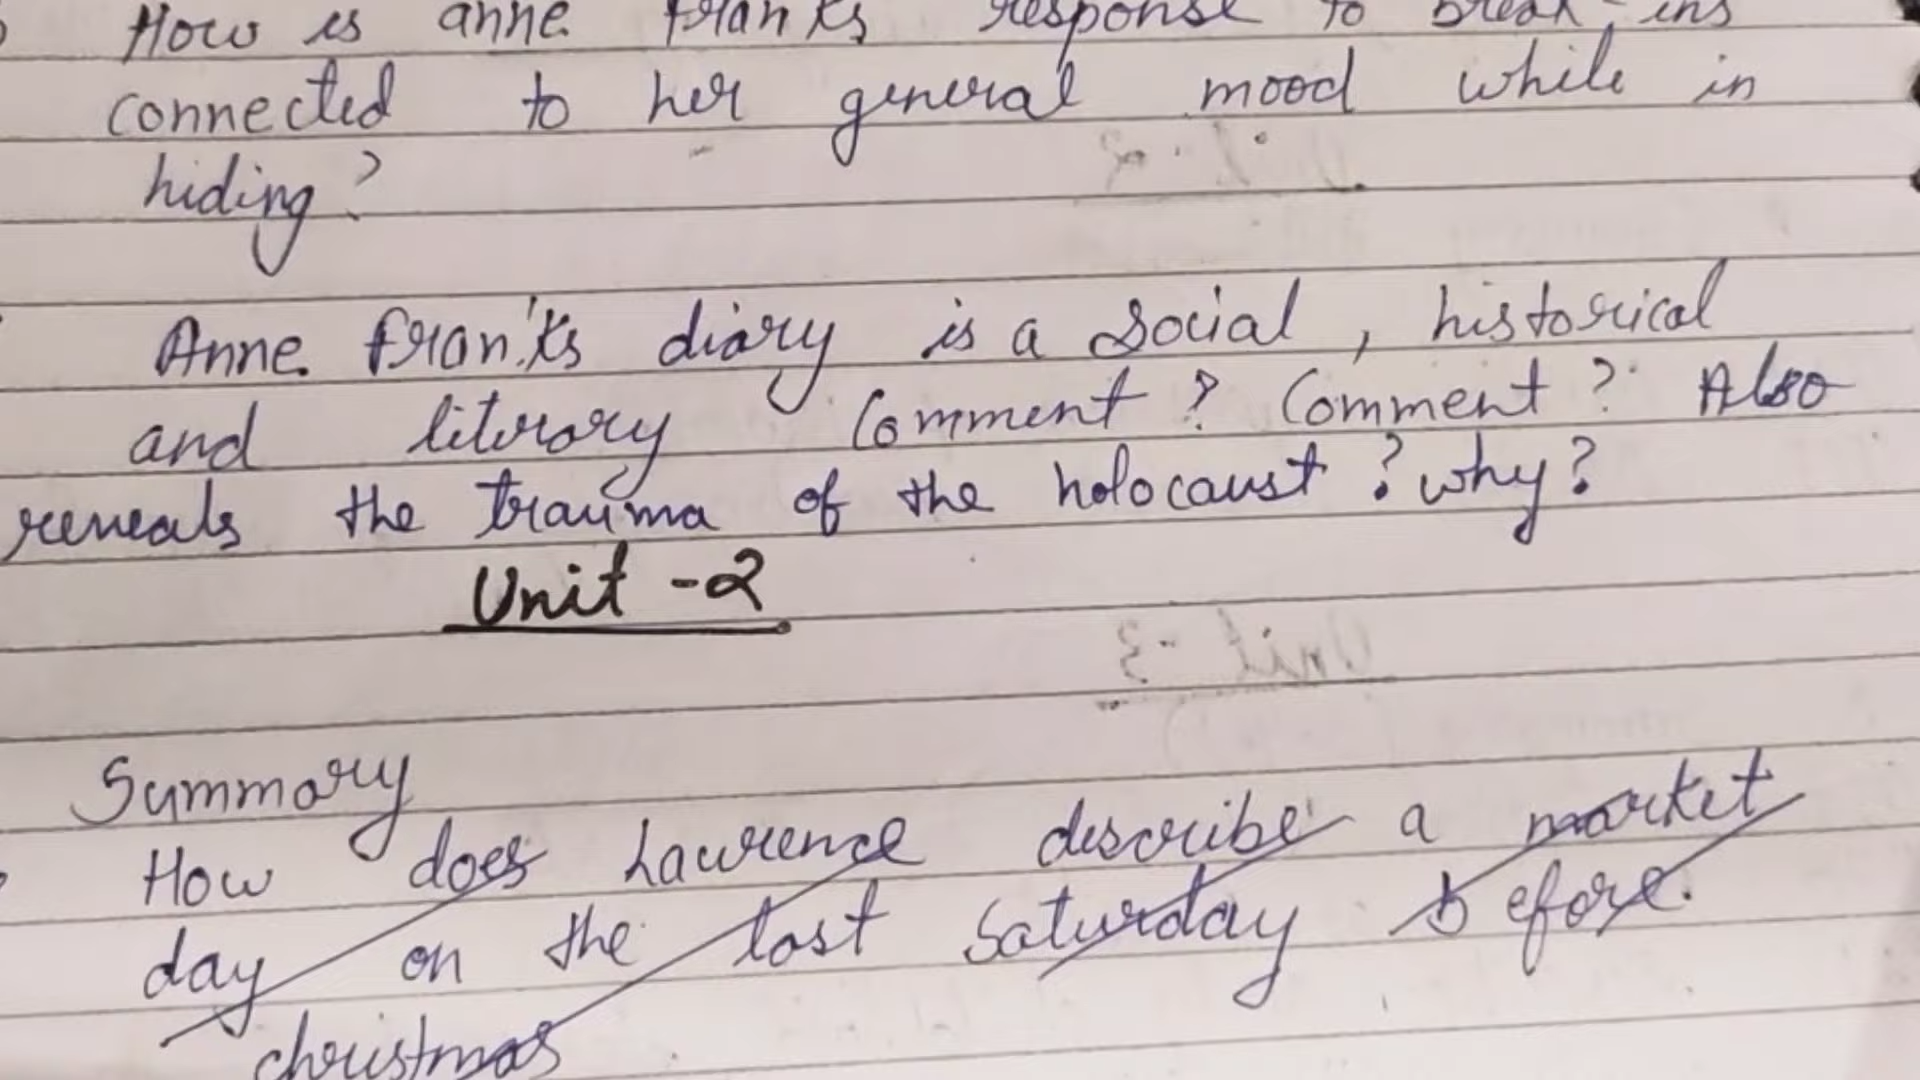 How is anne Frank's response to break-ins
connected to her general mood while in
hiding?
Anne Frank's diary is a social, historical
and literary Comment? Comment? Also
reveals the trauma of the holocaust? why?
Unit -2
Summary
How does Lawrence describe a market
day on the last Saturday before.
christmas